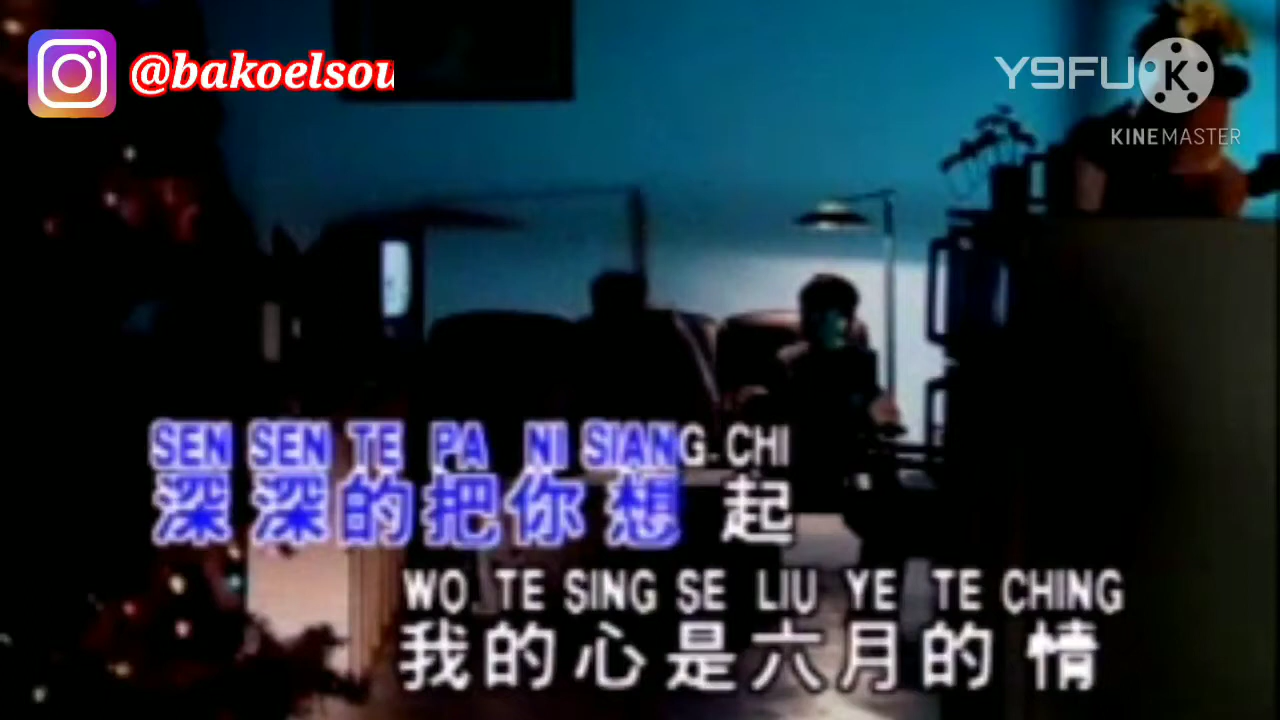 @bakoelsou
Y9FU
K
KINEMASTER
SEN SEN TE PA NI SIANG CHI
深深的把你想起
WO TE SING SE LIU YE TE CHING
我的心是六月的情